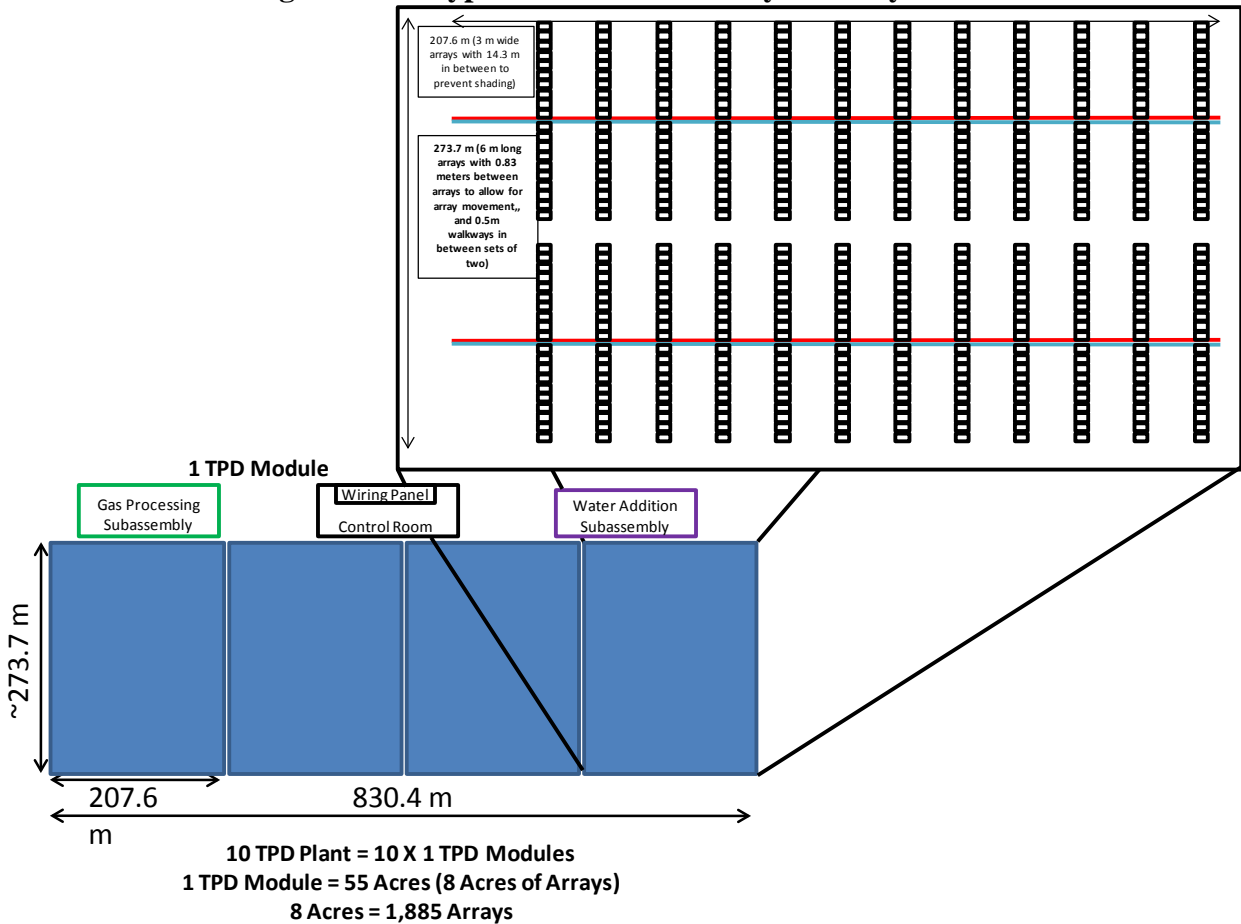 207.6 m (3 m wide
arrays with 14.3 m
in between to
prevent shading)
273.7 m (6 m long
arrays with 0.83
meters between
arrays to allow for
array movement,,
and 0.5m
walkways in
between sets of
two)
1 TPD Module
Gas Processing
Subassembly
Wiring Panel
Control Room
Water Addition
Subassembly
~273.7 m
207.6
m
830.4 m
10 TPD Plant = 10 X 1 TPD Modules
1 TPD Module = 55 Acres (8 Acres of Arrays)
8 Acres = 1,885 Arrays